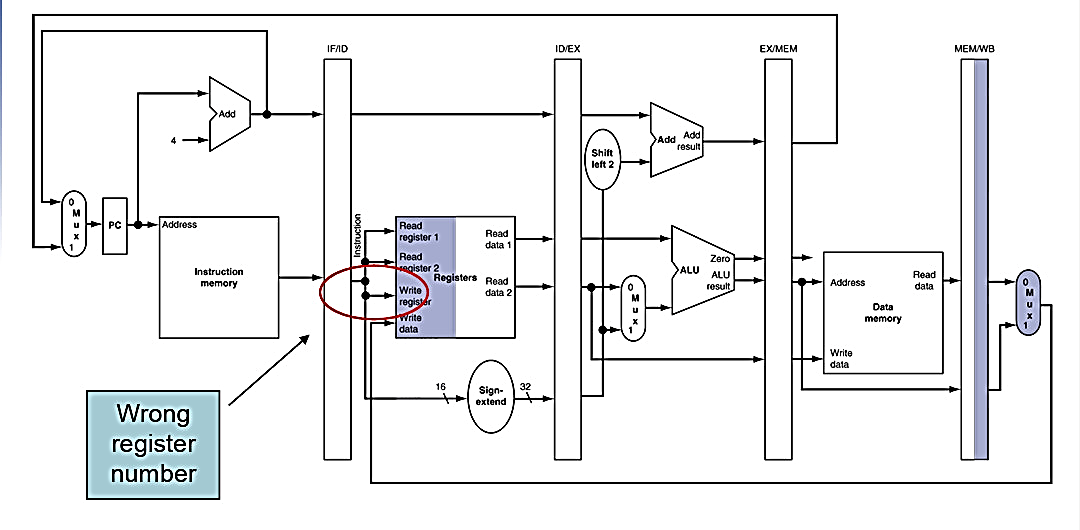 IF/ID
ID/EX
EX/MEM
MEM/WB
Add
4
Add
Add
result
Shift
left 2
0
M
u
x
1
PC
Address
Instruction
memory
Instruction
Read
register 1
Read
register 2
Write
register
Write
data
Registers
Read
data 1
Read
data 2
16
Sign-
extend
32
0
M
u
x
1
ALU
Zero
ALU
result
Address
Read
data
Data
memory
Write
data
0
M
u
x
1
Wrong
register
number